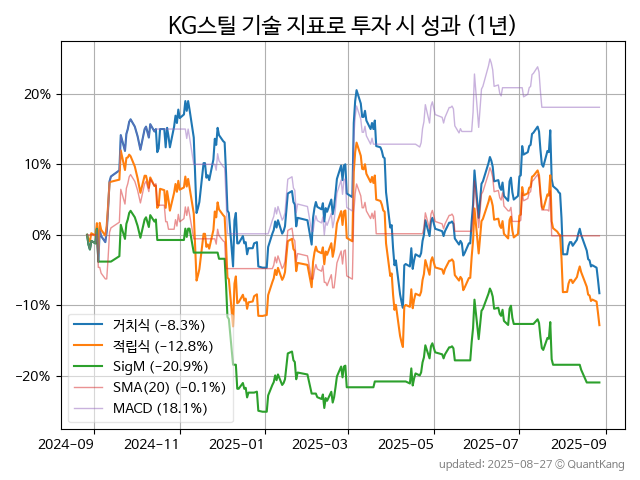 KG스틸 기술 지표로 투자 시 성과 (1년)
20%
10%
0%
−10%
−20%
거치식 (−8.3%)
적립식 (−12.8%)
SigM (−20.9%)
SMA(20) (−0.1%)
MACD (18.1%)
2024-09
2024-11
2025-01
2025-03
2025-05
2025-07
2025-09
updated: 2025-08-27 ⓒ QuantKang